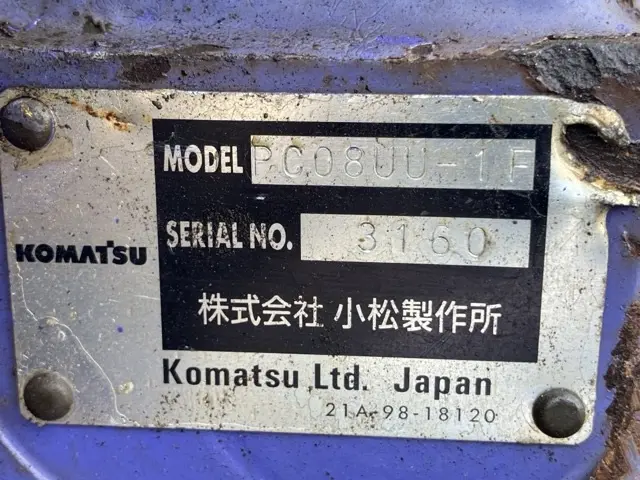 MODEL PC08UU-1F
SERIAL NO. 3160
KOMATSU
株式会社 小松製作所
Komatsu Ltd. Japan
21A-98-18120